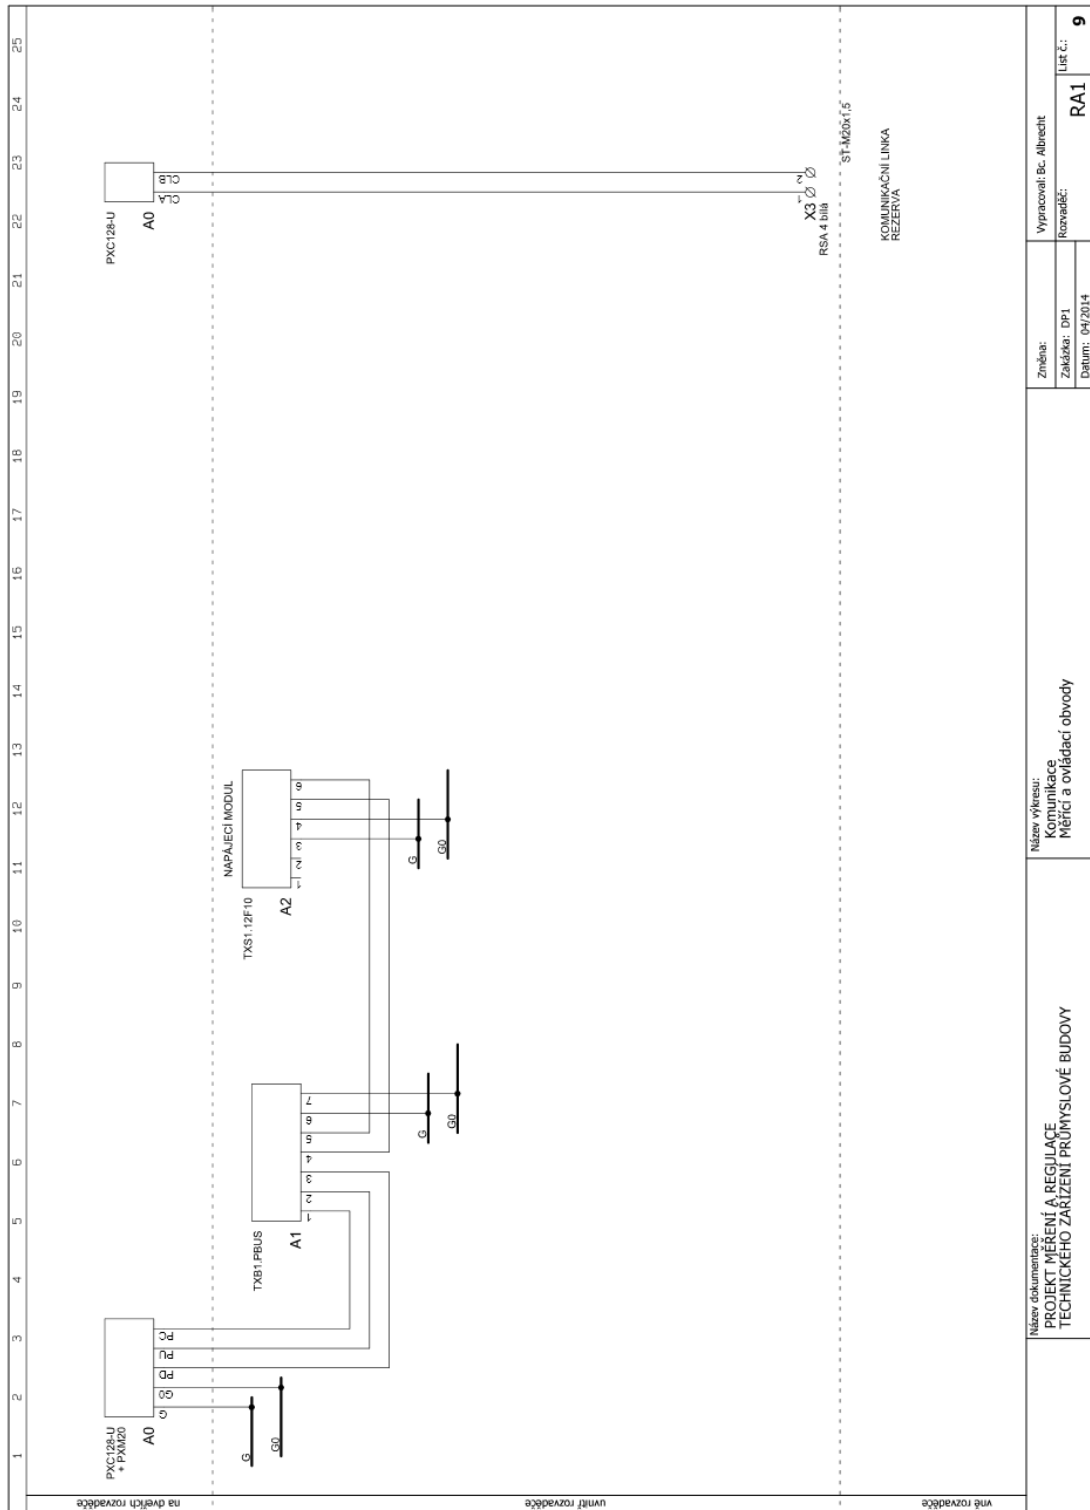 1 2 3 4 5 6 7 8 9 10 11 12 13 14 15 16 17 18 19 20 21 22 23 24 25
na dveřích rozvaděče
PXC128-U
+ PXM20
A0
G G0 PD PU PC
G
G0
PXC128-U
A0
CLA CLB
uvnitř rozvaděče
TXB1.PBUS
A1
1 2 3 4 5 6 7
G
G0
NAPÁJECÍ MODUL
TXS1.12F10
A2
1 2 3 4 5 6
G
G0
1 2
X3
RSA 4 bílá
ST-M20x1,5
vně rozvaděče
KOMUNIKAČNÍ LINKA
REZERVA
Název dokumentace:
PROJEKT MĚŘENÍ A REGULACE
TECHNICKÉHO ZAŘÍZENÍ PRŮMYSLOVÉ BUDOVY
Název výkresu:
Komunikace
Měřící a ovládací obvody
Změna:
Zakázka: DP1
Datum: 04/2014
Vypracoval: Bc. Albrecht
Rozvaděč:
RA1
List č.:
9